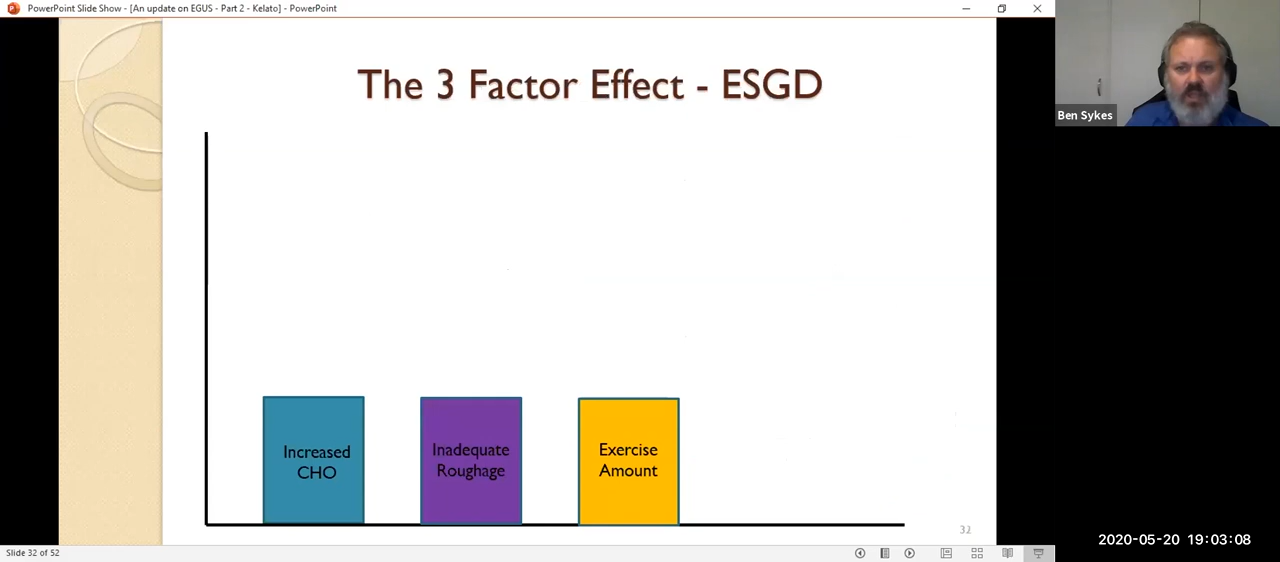 PowerPoint Slide Show - [An update on EGUS - Part 2 - Kelato] - PowerPoint
The 3 Factor Effect - ESGD
Ben Sykes
Increased
CHO
Inadequate
Roughage
Exercise
Amount
32
Slide 32 of 52
2020-05-20 19:03:08